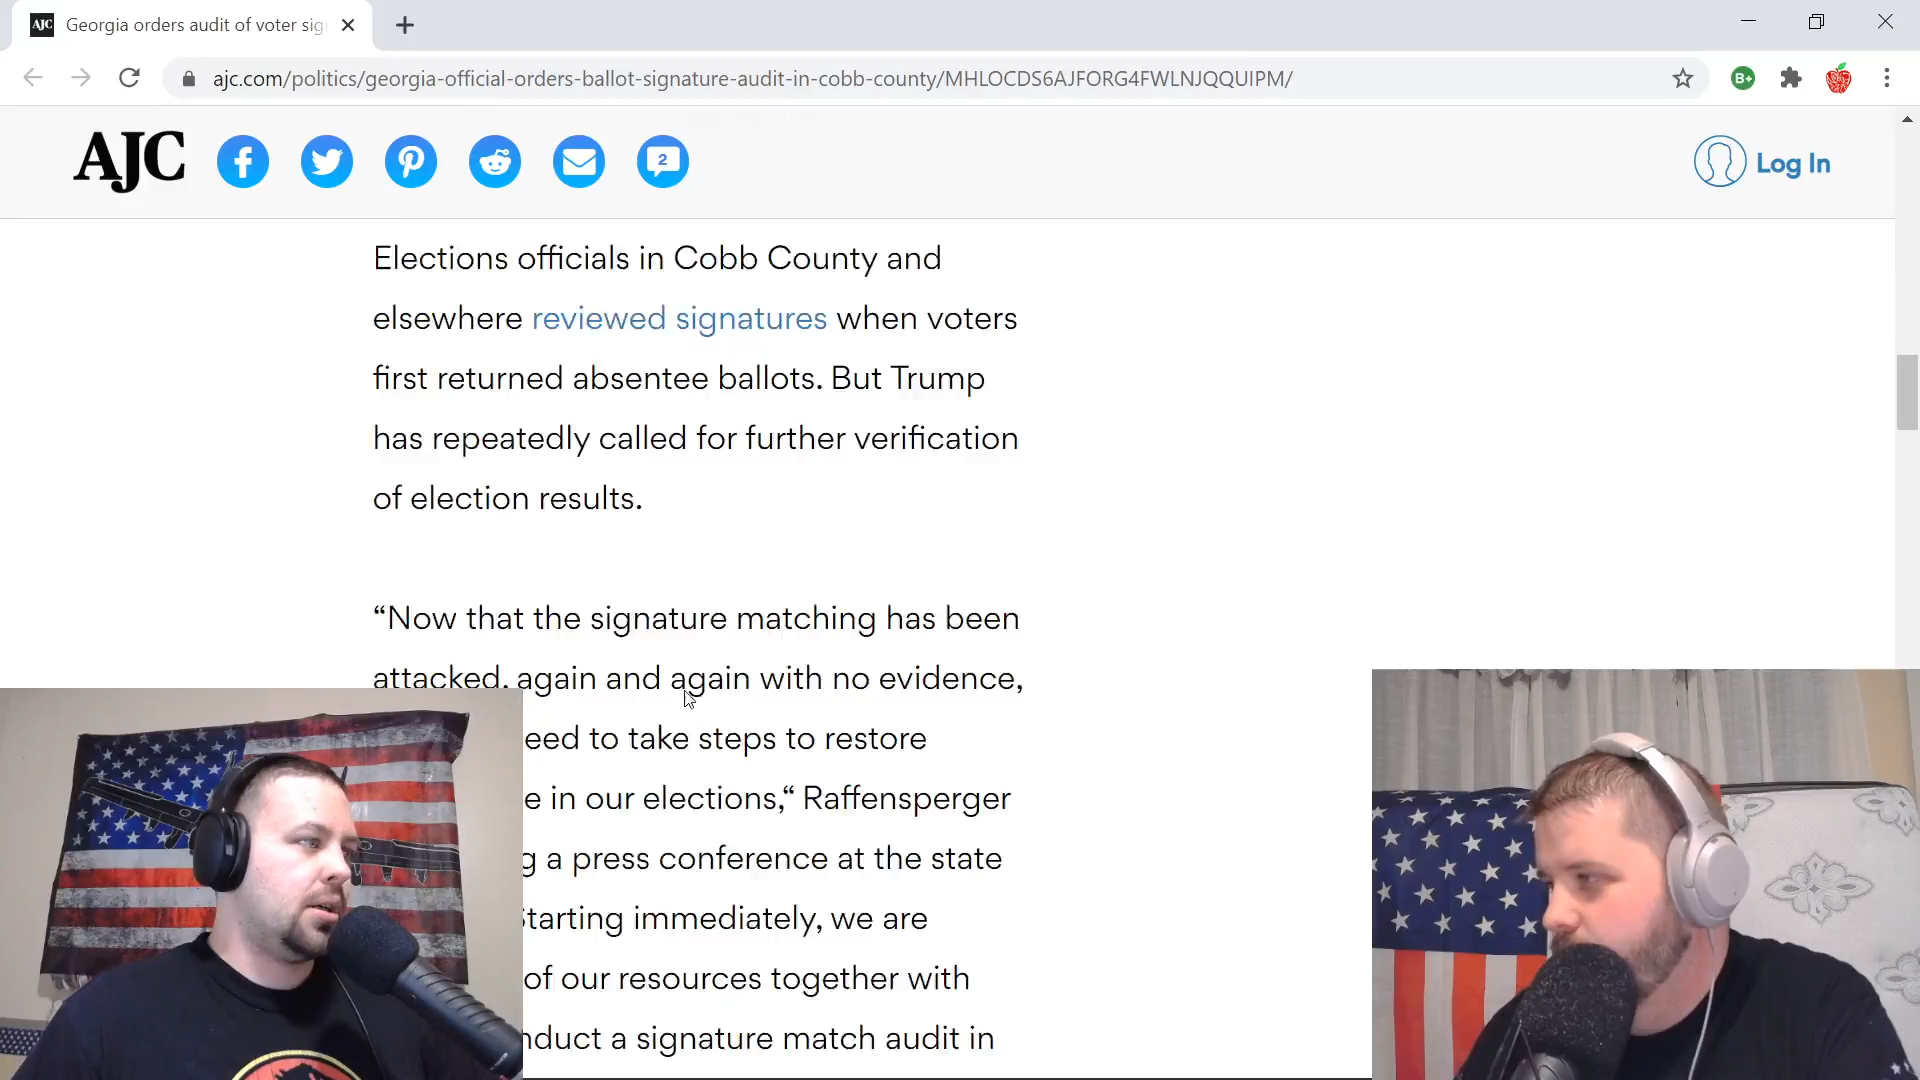 AJC Georgia orders audit of voter sig
ajc.com/politics/georgia-official-orders-ballot-signature-audit-in-cobb-county/MHLOCDS6AJFORG4FWLNJQQUIPM/
B+
AJC
2
Log In
Elections officials in Cobb County and
elsewhere reviewed signatures when voters
first returned absentee ballots. But Trump
has repeatedly called for further verification
of election results.
“Now that the signature matching has been
attacked, again and again with no evidence,
eed to take steps to restore
e in our elections,“ Raffensperger
g a press conference at the state
Starting immediately, we are
of our resources together with
nduct a signature match audit in